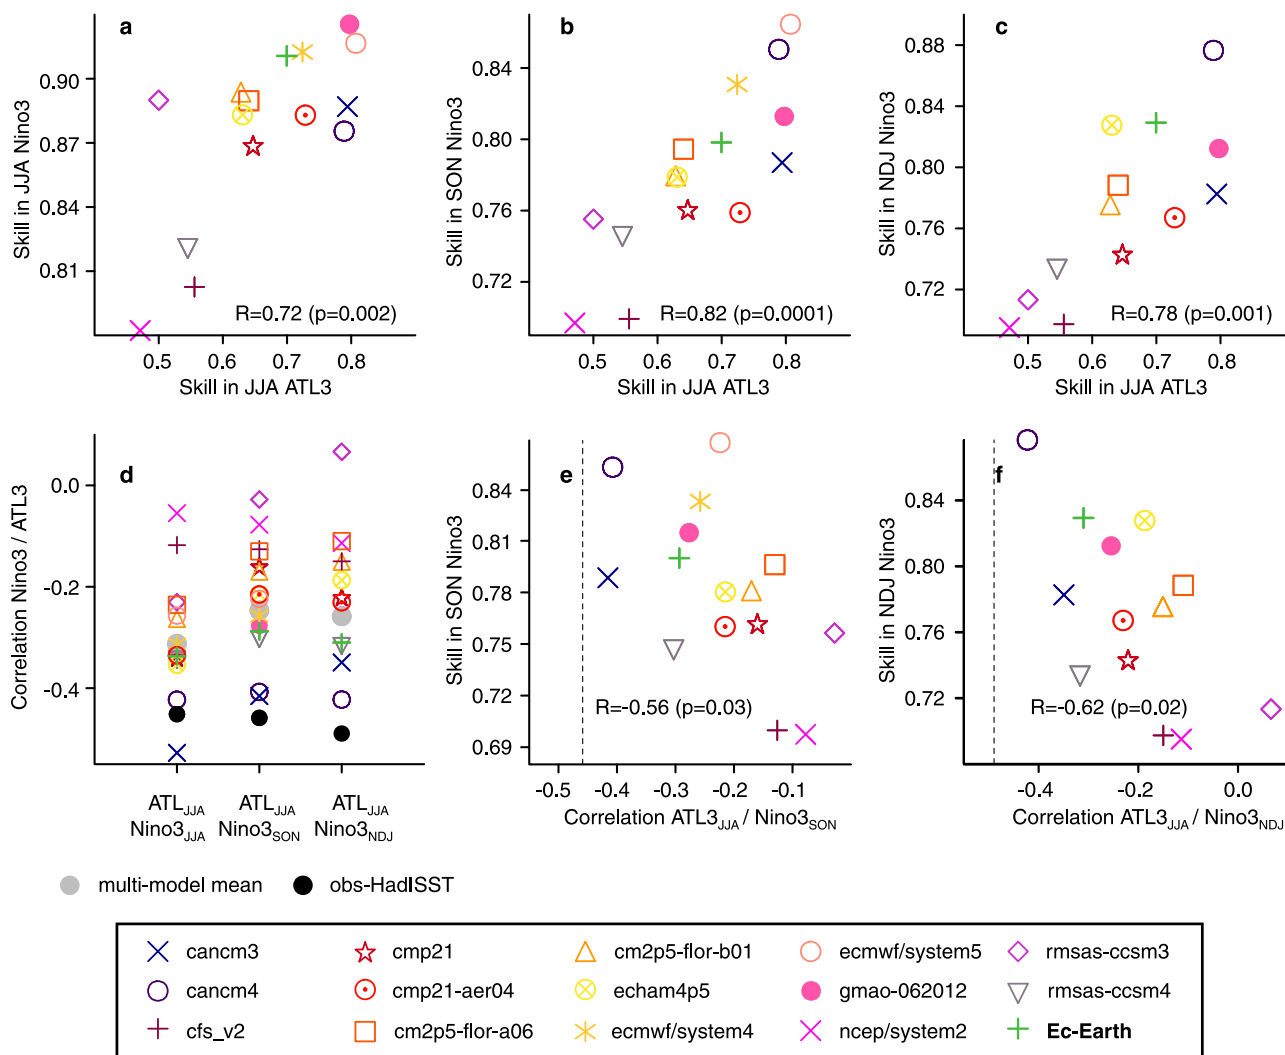 a
0.90
0.87
0.84
0.81
Skill in JJA Nino3
R=0.72 (p=0.002)
0.5 0.6 0.7 0.8
Skill in JJA ATL3
b
0.84
0.80
0.76
0.72
Skill in SON Nino3
R=0.82 (p=0.0001)
0.5 0.6 0.7 0.8
Skill in JJA ATL3
c
0.88
0.84
0.80
0.76
0.72
Skill in NDJ Nino3
R=0.78 (p=0.001)
0.5 0.6 0.7 0.8
Skill in JJA ATL3
d
0.0
-0.2
-0.4
Correlation Nino3 / ATL3
ATLJJA ATLJJA ATLJJA
Nino3JJA Nino3SON Nino3NDJ
e
0.84
0.81
0.78
0.75
0.72
0.69
Skill in SON Nino3
R=-0.56 (p=0.03)
-0.5 -0.4 -0.3 -0.2 -0.1
Correlation ATL3JJA / Nino3SON
f
0.84
0.80
0.76
0.72
Skill in NDJ Nino3
R=-0.62 (p=0.02)
-0.4 -0.2 0.0
Correlation ATL3JJA / Nino3NDJ
multi-model mean obs-HadISST
cancm3 cmp21 cm2p5-flor-b01 ecmwf/system5 rmsas-ccsm3
cancm4 cmp21-aer04 echam4p5 gmao-062012 rmsas-ccsm4
cfs_v2 cm2p5-flor-a06 ecmwf/system4 ncep/system2 Ec-Earth